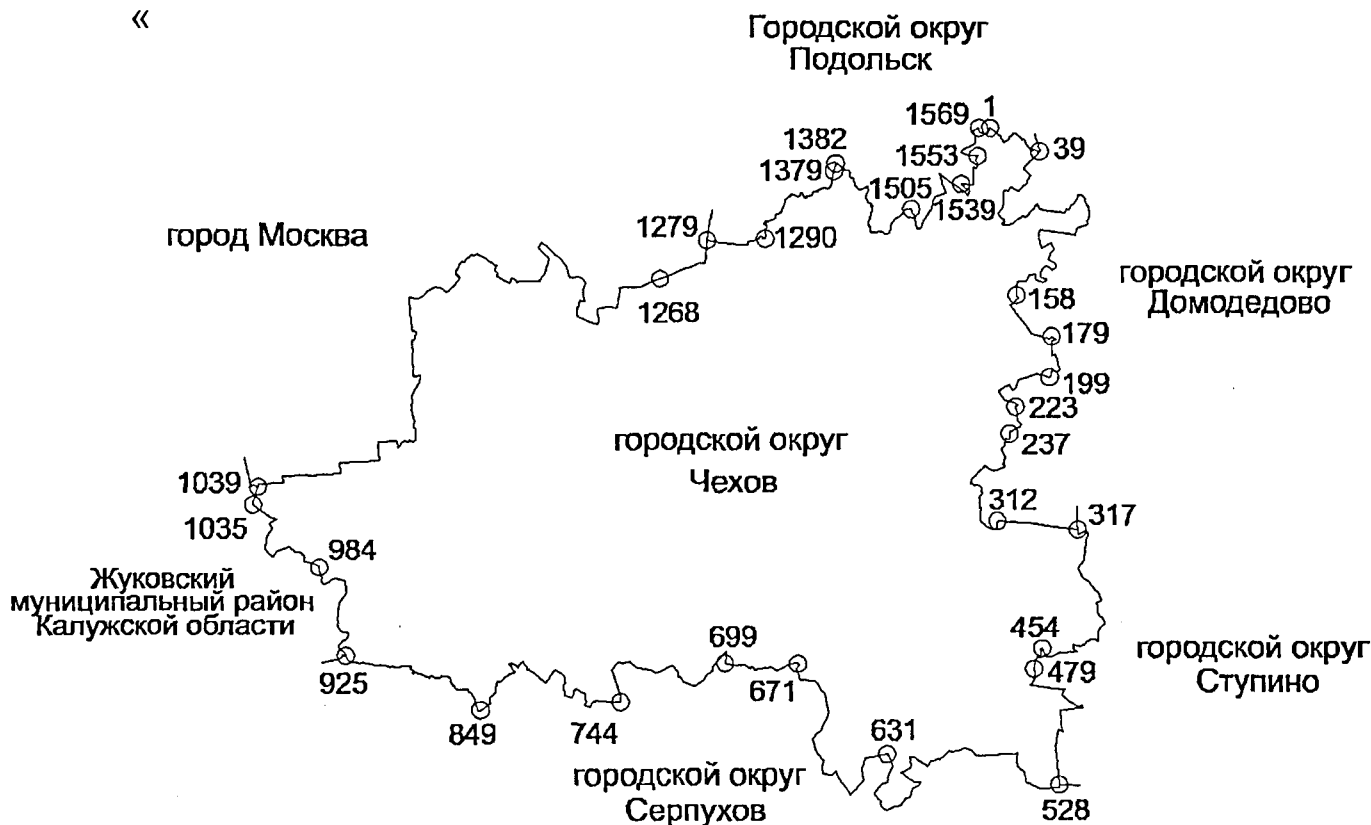 «
Городской округ
Подольск
1569 1
1382
1553 39
1379
1505
1539
город Москва
1279
1290
городской округ
Домодедово
158
1268
179
199
223
городской округ
237
Чехов
1039
1035
312
317
984
Жуковский
муниципальный район
Калужской области
454
699
городской округ
479
Ступино
925
671
849
744
631
городской округ
Серпухов
528